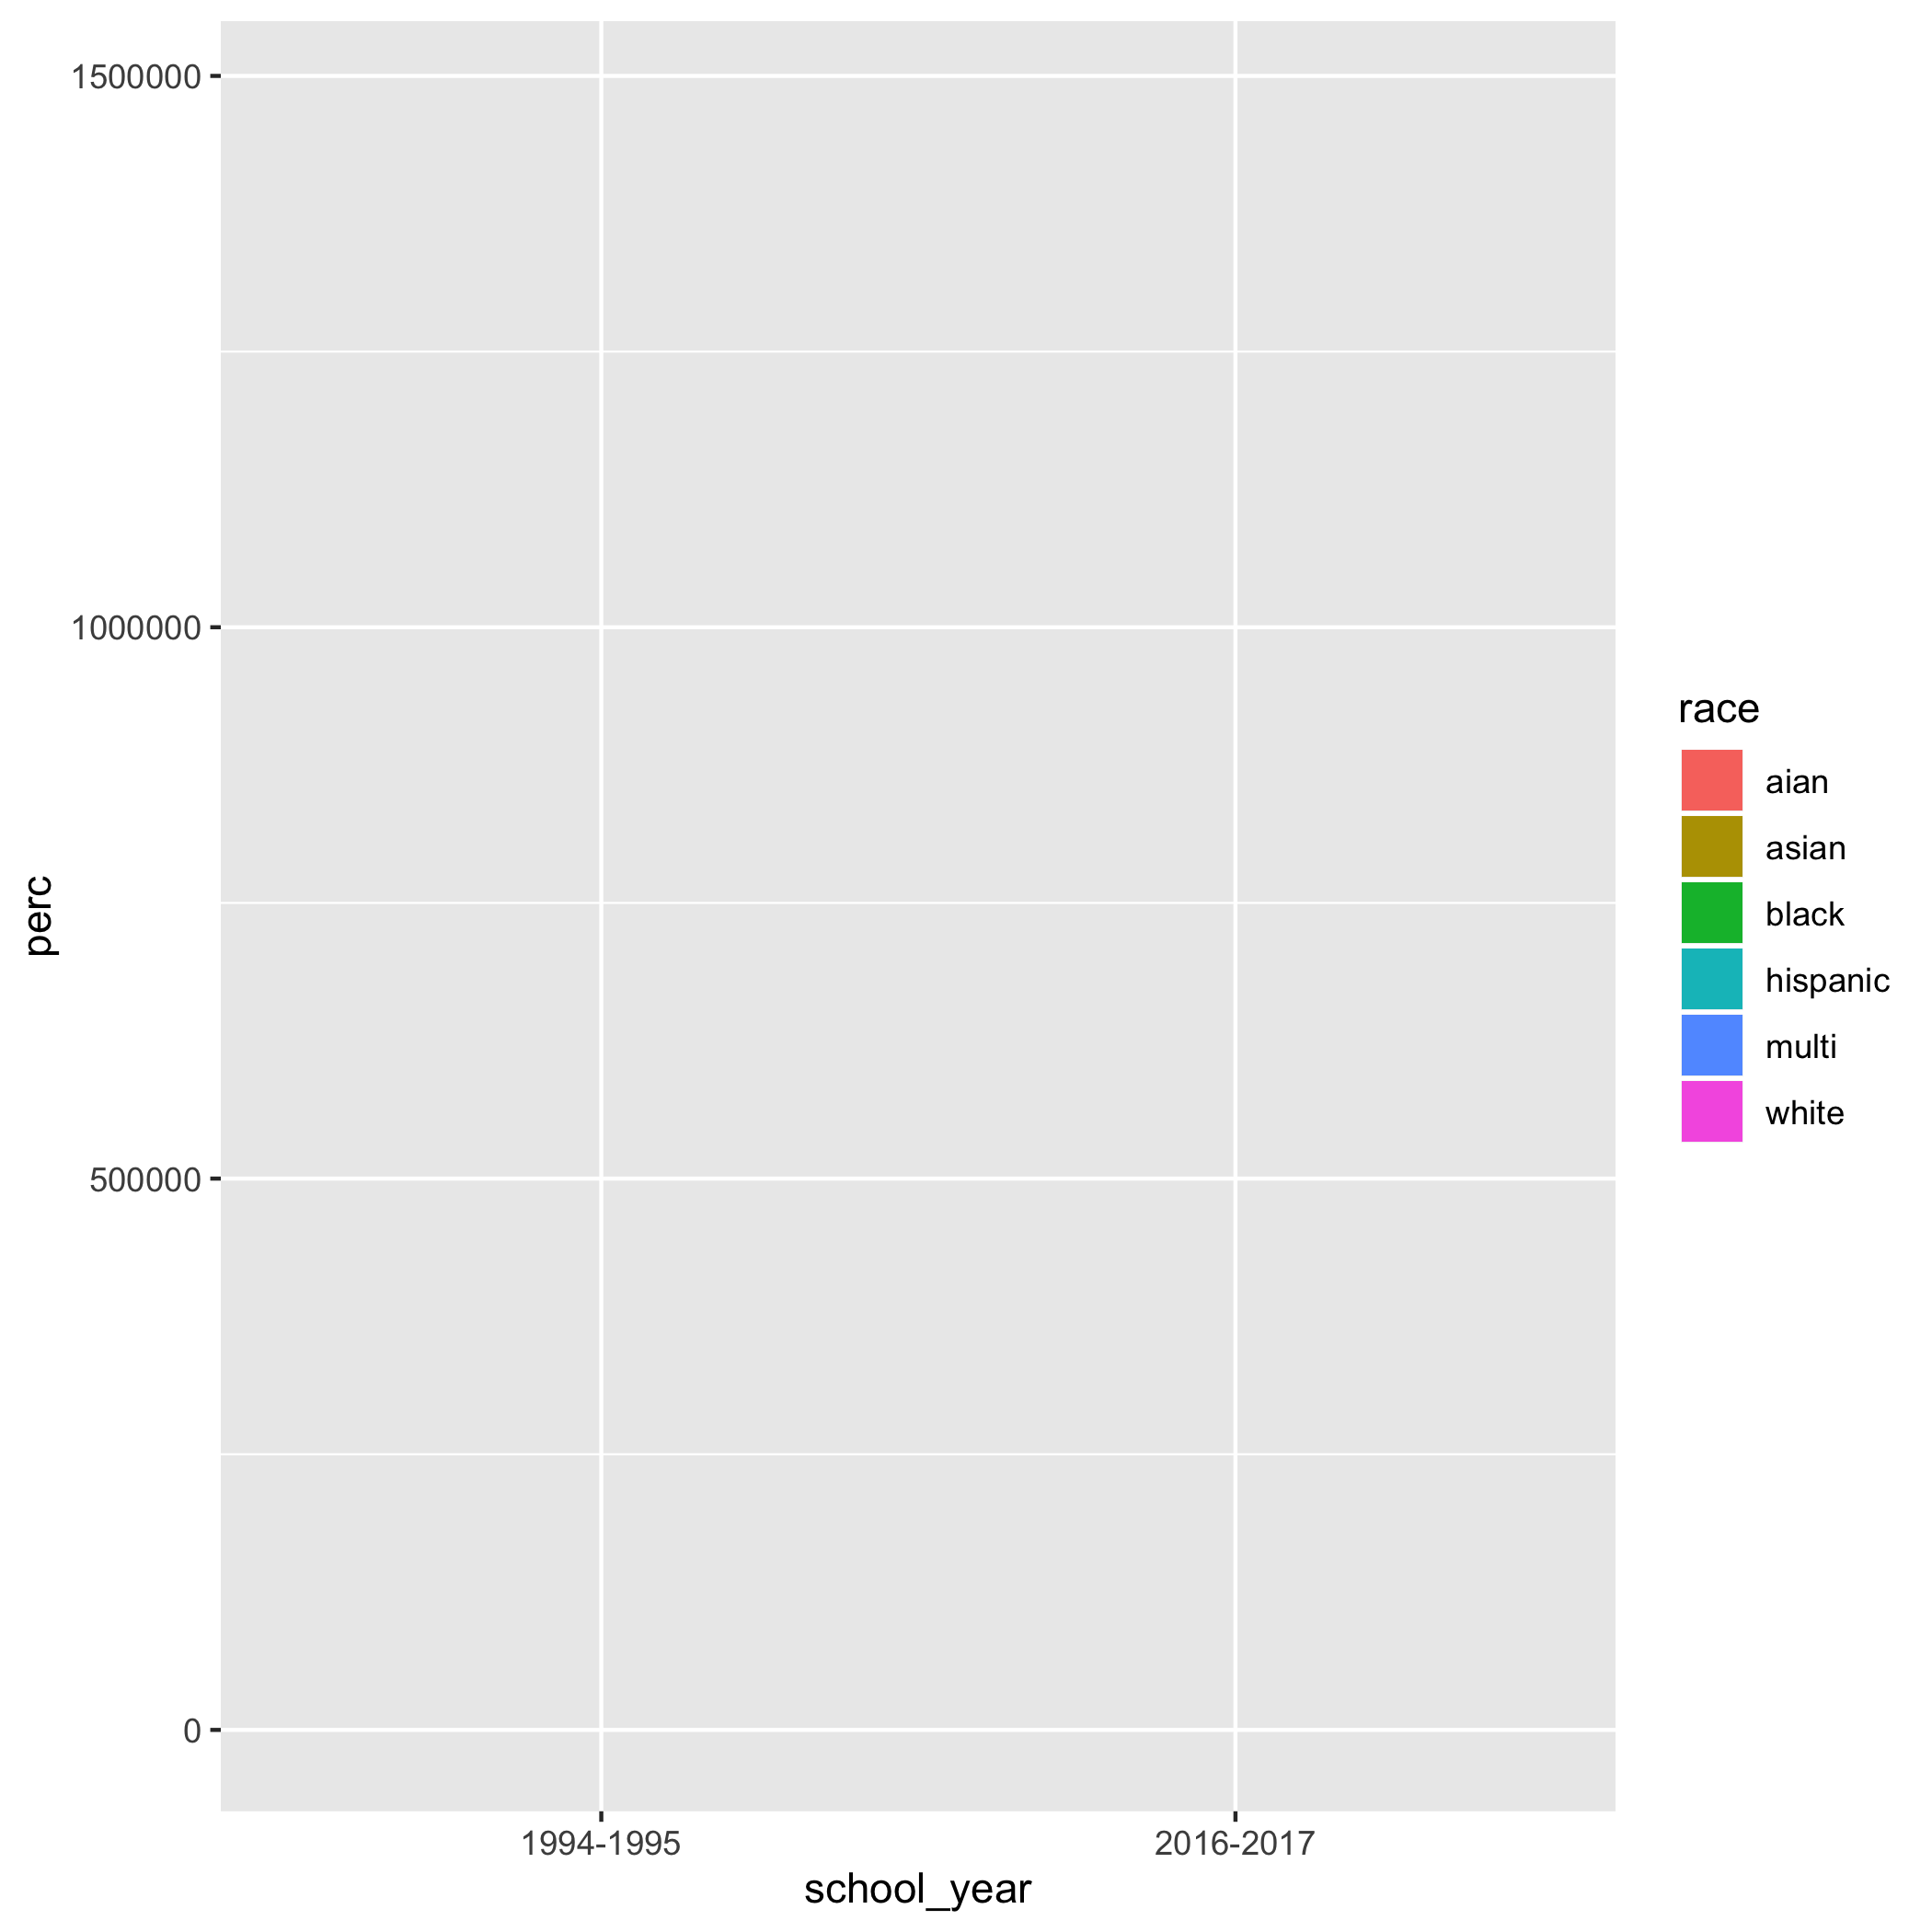 1500000
1000000
500000
0
perc
1994-1995
2016-2017
school_year
race
aian
asian
black
hispanic
multi
white